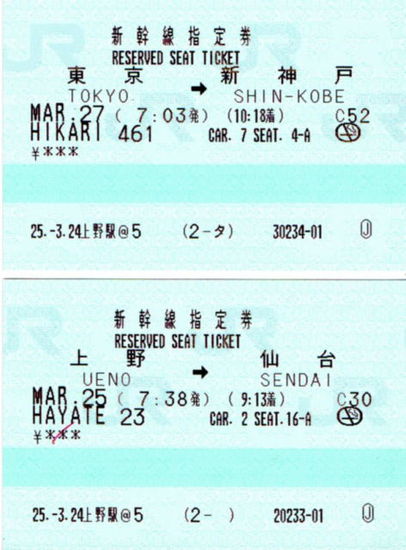 新幹線指定券
RESERVED SEAT TICKET
東京 → 新神戸
TOKYO SHIN-KOBE
MAR.27 ( 7:03発) (10:18着) C52
HIKARI 461 CAR. 7 SEAT. 4-A
¥***
25.-3.24上野駅@5 (2-タ) 30234-01
新幹線指定券
RESERVED SEAT TICKET
上野 → 仙台
UENO SENDAI
MAR.25 ( 7:38発) ( 9:13着) C30
HAYATE 23 CAR. 2 SEAT.16-A
¥***
25.-3.24上野駅@5 (2- ) 20233-01